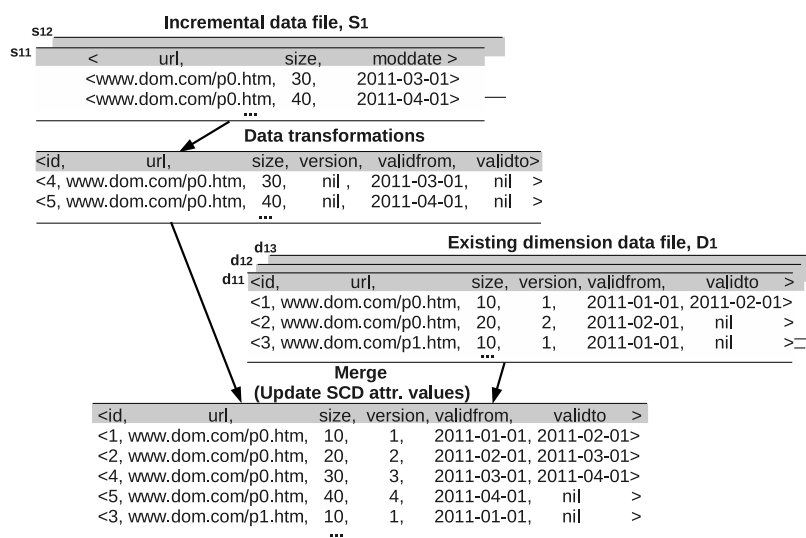 Incremental data file, S1
s12
s11
< url, size, moddate >
<www.dom.com/p0.htm, 30, 2011-03-01>
<www.dom.com/p0.htm, 40, 2011-04-01>
...
Data transformations
<id, url, size, version, validfrom, validto>
<4, www.dom.com/p0.htm, 30, nil , 2011-03-01, nil >
<5, www.dom.com/p0.htm, 40, nil, 2011-04-01, nil >
...
Existing dimension data file, D1
d13
d12
d11
<id, url, size, version, validfrom, validto >
<1, www.dom.com/p0.htm, 10, 1, 2011-01-01, 2011-02-01>
<2, www.dom.com/p0.htm, 20, 2, 2011-02-01, nil >
<3, www.dom.com/p1.htm, 10, 1, 2011-01-01, nil >
...
Merge
(Update SCD attr. values)
<id, url, size, version, validfrom, validto >
<1, www.dom.com/p0.htm, 10, 1, 2011-01-01, 2011-02-01>
<2, www.dom.com/p0.htm, 20, 2, 2011-02-01, 2011-03-01>
<4, www.dom.com/p0.htm, 30, 3, 2011-03-01, 2011-04-01>
<5, www.dom.com/p0.htm, 40, 4, 2011-04-01, nil >
<3, www.dom.com/p1.htm, 10, 1, 2011-01-01, nil >
...